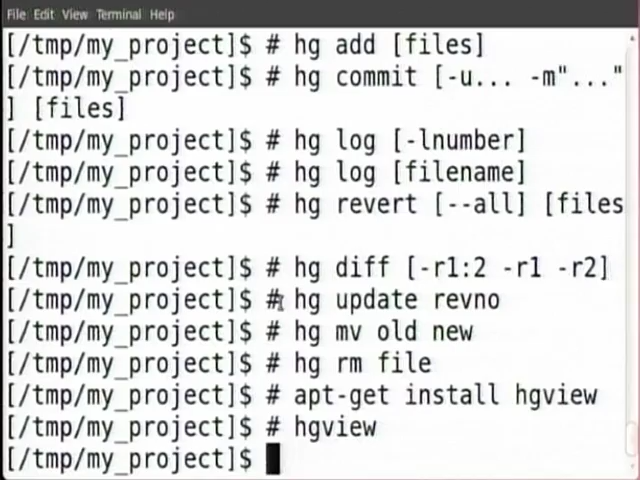 File Edit View Terminal Help
[/tmp/my_project]$ # hg add [files]
[/tmp/my_project]$ # hg commit [-u... -m"..."
] [files]
[/tmp/my_project]$ # hg log [-lnumber]
[/tmp/my_project]$ # hg log [filename]
[/tmp/my_project]$ # hg revert [--all] [files
]
[/tmp/my_project]$ # hg diff [-r1:2 -r1 -r2]
[/tmp/my_project]$ # hg update revno
[/tmp/my_project]$ # hg mv old new
[/tmp/my_project]$ # hg rm file
[/tmp/my_project]$ # apt-get install hgview
[/tmp/my_project]$ # hgview
[/tmp/my_project]$